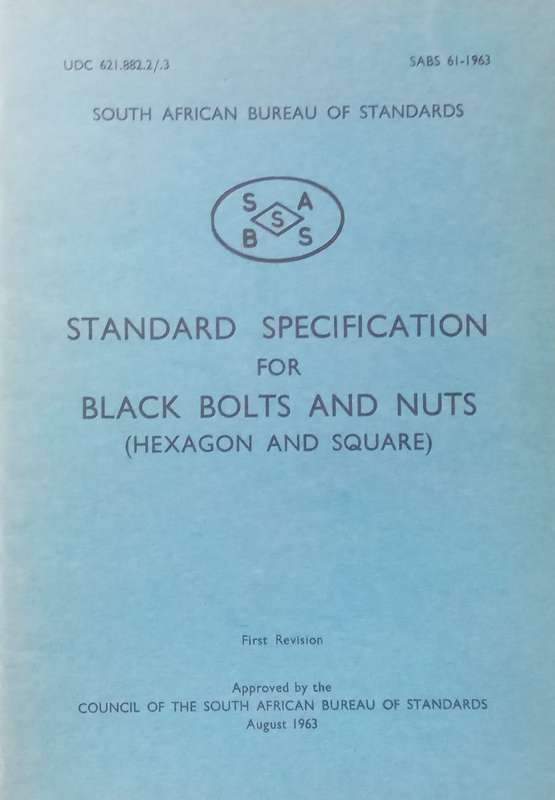 UDC 621.882.2/.3
SABS 61-1963
SOUTH AFRICAN BUREAU OF STANDARDS
S A
S
B S
STANDARD SPECIFICATION
FOR
BLACK BOLTS AND NUTS
(HEXAGON AND SQUARE)
First Revision
Approved by the
COUNCIL OF THE SOUTH AFRICAN BUREAU OF STANDARDS
August 1963